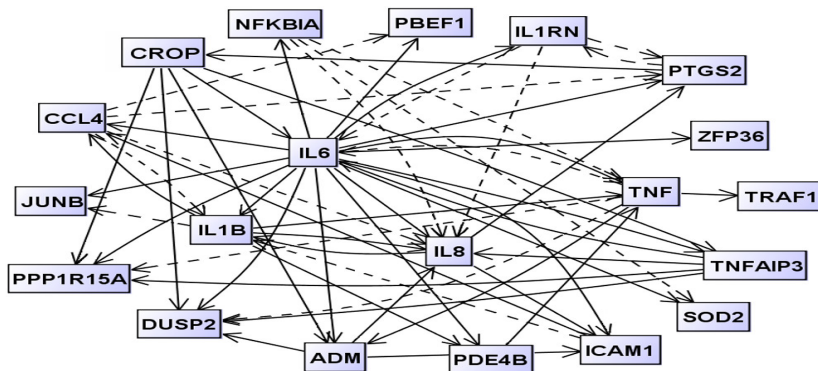 NFKBIA
PBEF1
IL1RN
CROP
PTGS2
CCL4
ZFP36
IL6
JUNB
TNF
TRAF1
IL1B
IL8
PPP1R15A
TNFAIP3
DUSP2
SOD2
ADM
PDE4B
ICAM1